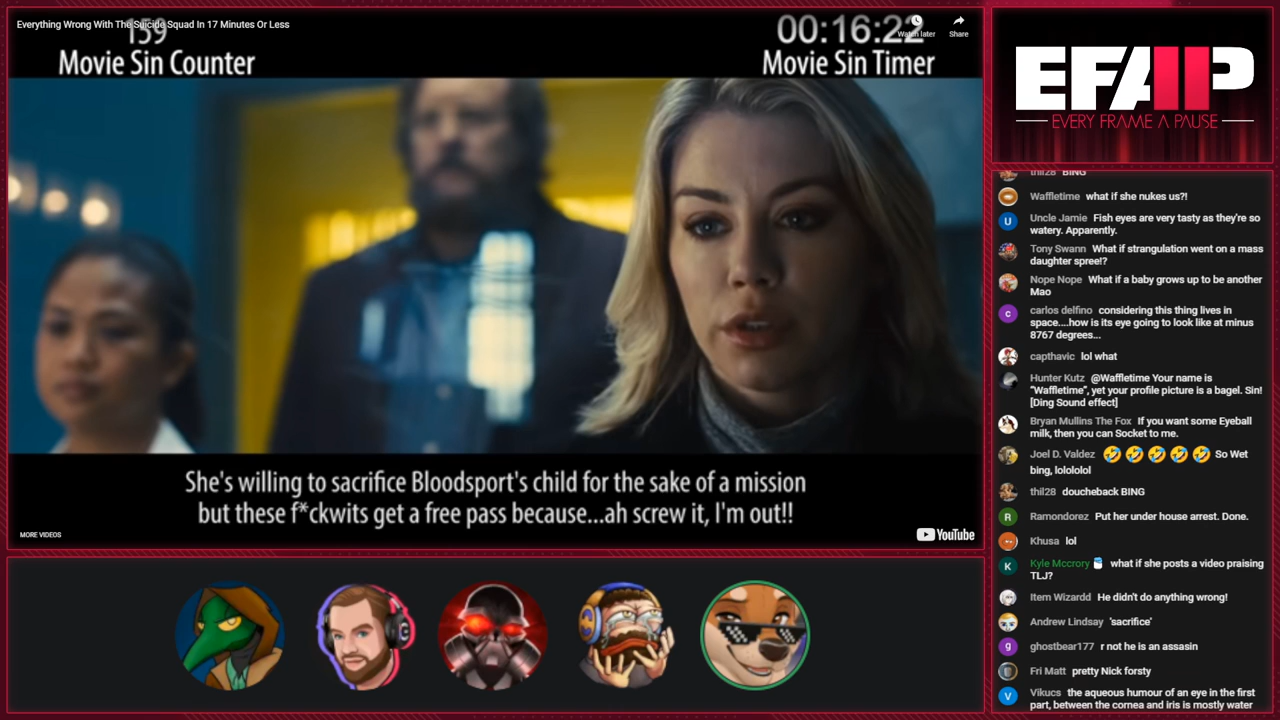 Everything Wrong With The Suicide Squad In 17 Minutes Or Less
159
Movie Sin Counter
00:16:22
Movie Sin Timer
Watch later
Share
She's willing to sacrifice Bloodsport's child for the sake of a mission
but these f*ckwits get a free pass because...ah screw it, I'm out!!
MORE VIDEOS
YouTube
EFAP
EVERY FRAME A PAUSE
thil28 BING
Waffletime what if she nukes us?!
U
Uncle Jamie Fish eyes are very tasty as they're so
watery. Apparently.
Tony Swann What if strangulation went on a mass
daughter spree!?
Nope Nope What if a baby grows up to be another
Mao
c
carlos delfino considering this thing lives in
space....how is its eye going to look like at minus
8767 degrees...
capthavic lol what
Hunter Kutz @Waffletime Your name is
"Waffletime", yet your profile picture is a bagel. Sin!
[Ding Sound effect]
Bryan Mullins The Fox If you want some Eyeball
milk, then you can Socket to me.
Joel D. Valdez 🤣🤣🤣🤣🤣 So Wet
bing, lolololol
thil28 doucheback BING
R
Ramondorez Put her under house arrest. Done.
Khusa lol
K
Kyle Mccrory what if she posts a video praising
TLJ?
Item Wizardd He didn't do anything wrong!
Andrew Lindsay 'sacrifice'
g
ghostbear177 r not he is an assasin
Fri Matt pretty Nick forsty
V
Vikucs the aqueous humour of an eye in the first
part, between the cornea and iris is mostly water